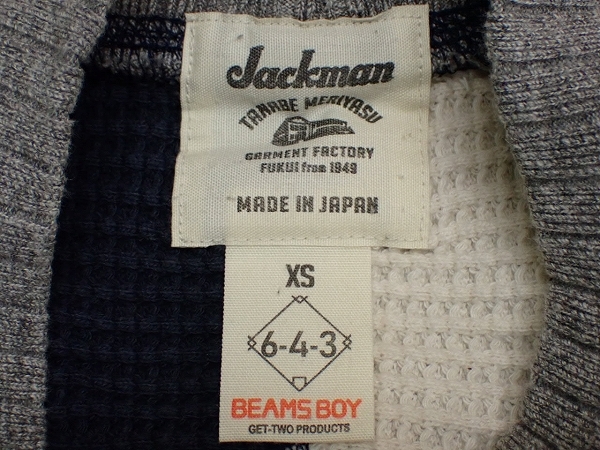 Jackman
TANABE MERIYASU
GARMENT FACTORY
FUKUI from 1949
MADE IN JAPAN
XS
6-4-3
BEAMS BOY
GET-TWO PRODUCTS